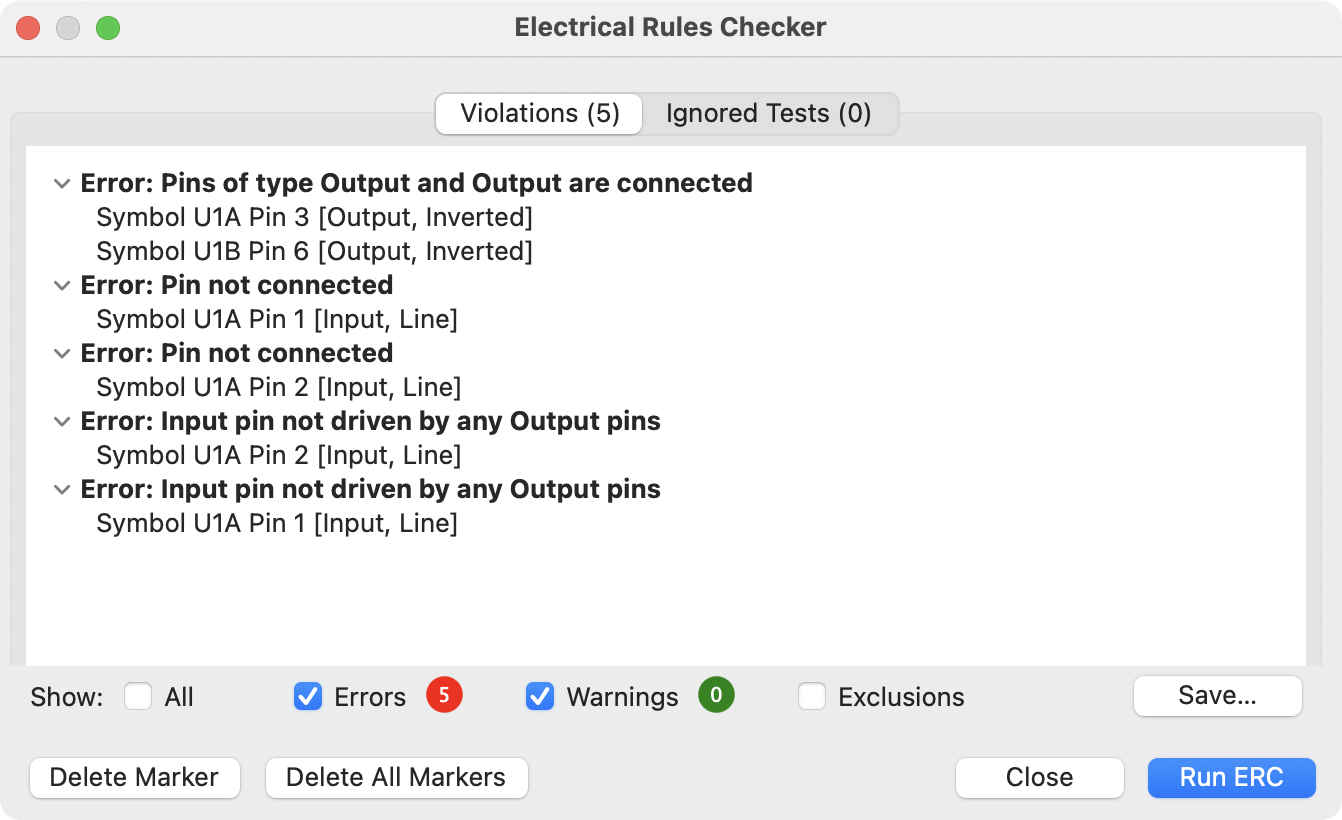 Electrical Rules Checker
Violations (5) Ignored Tests (0)
Error: Pins of type Output and Output are connected
Symbol U1A Pin 3 [Output, Inverted]
Symbol U1B Pin 6 [Output, Inverted]
Error: Pin not connected
Symbol U1A Pin 1 [Input, Line]
Error: Pin not connected
Symbol U1A Pin 2 [Input, Line]
Error: Input pin not driven by any Output pins
Symbol U1A Pin 2 [Input, Line]
Error: Input pin not driven by any Output pins
Symbol U1A Pin 1 [Input, Line]
Show: All Errors 5 Warnings 0 Exclusions Save...
Delete Marker Delete All Markers Close Run ERC